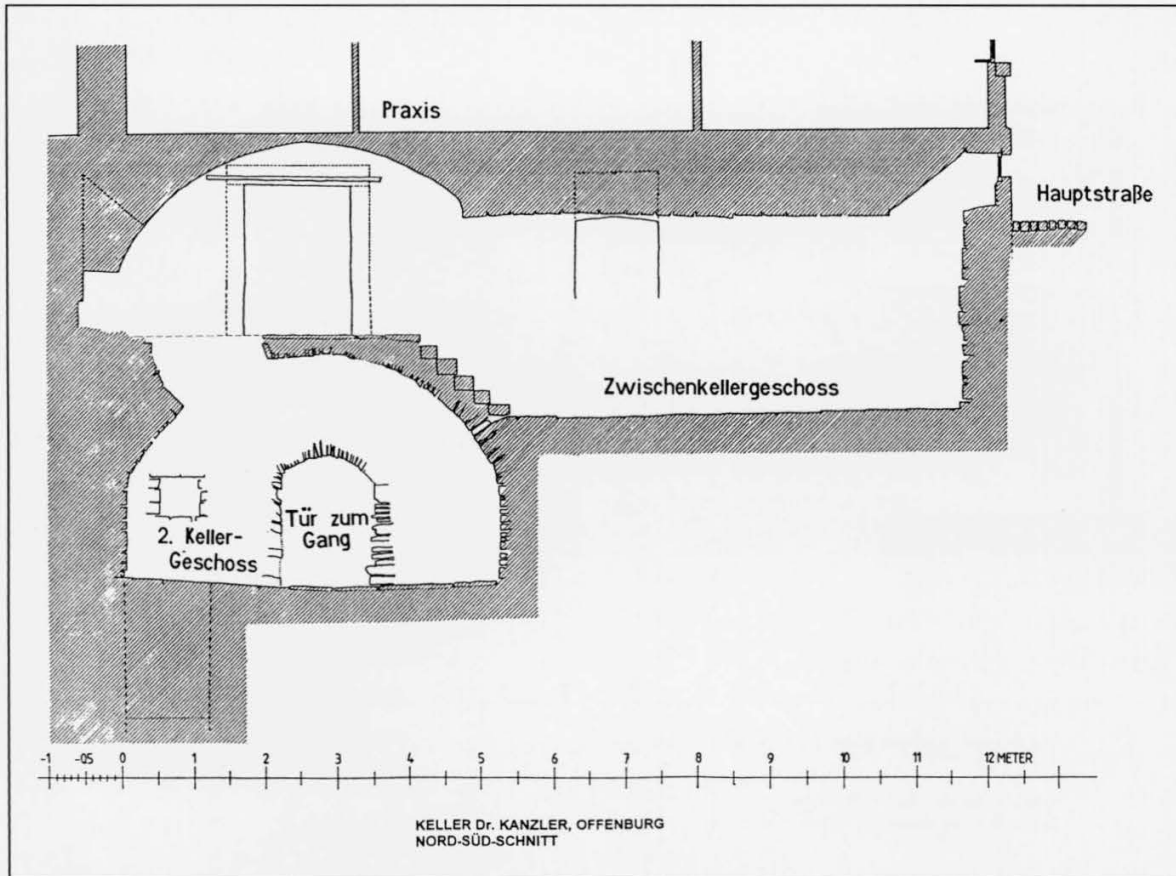 Praxis
Hauptstraße
Zwischenkellergeschoss
2. Keller-
Geschoss
Tür zum
Gang
-1 -05 0 1 2 3 4 5 6 7 8 9 10 11 12 METER
KELLER Dr. KANZLER, OFFENBURG
NORD-SÜD-SCHNITT